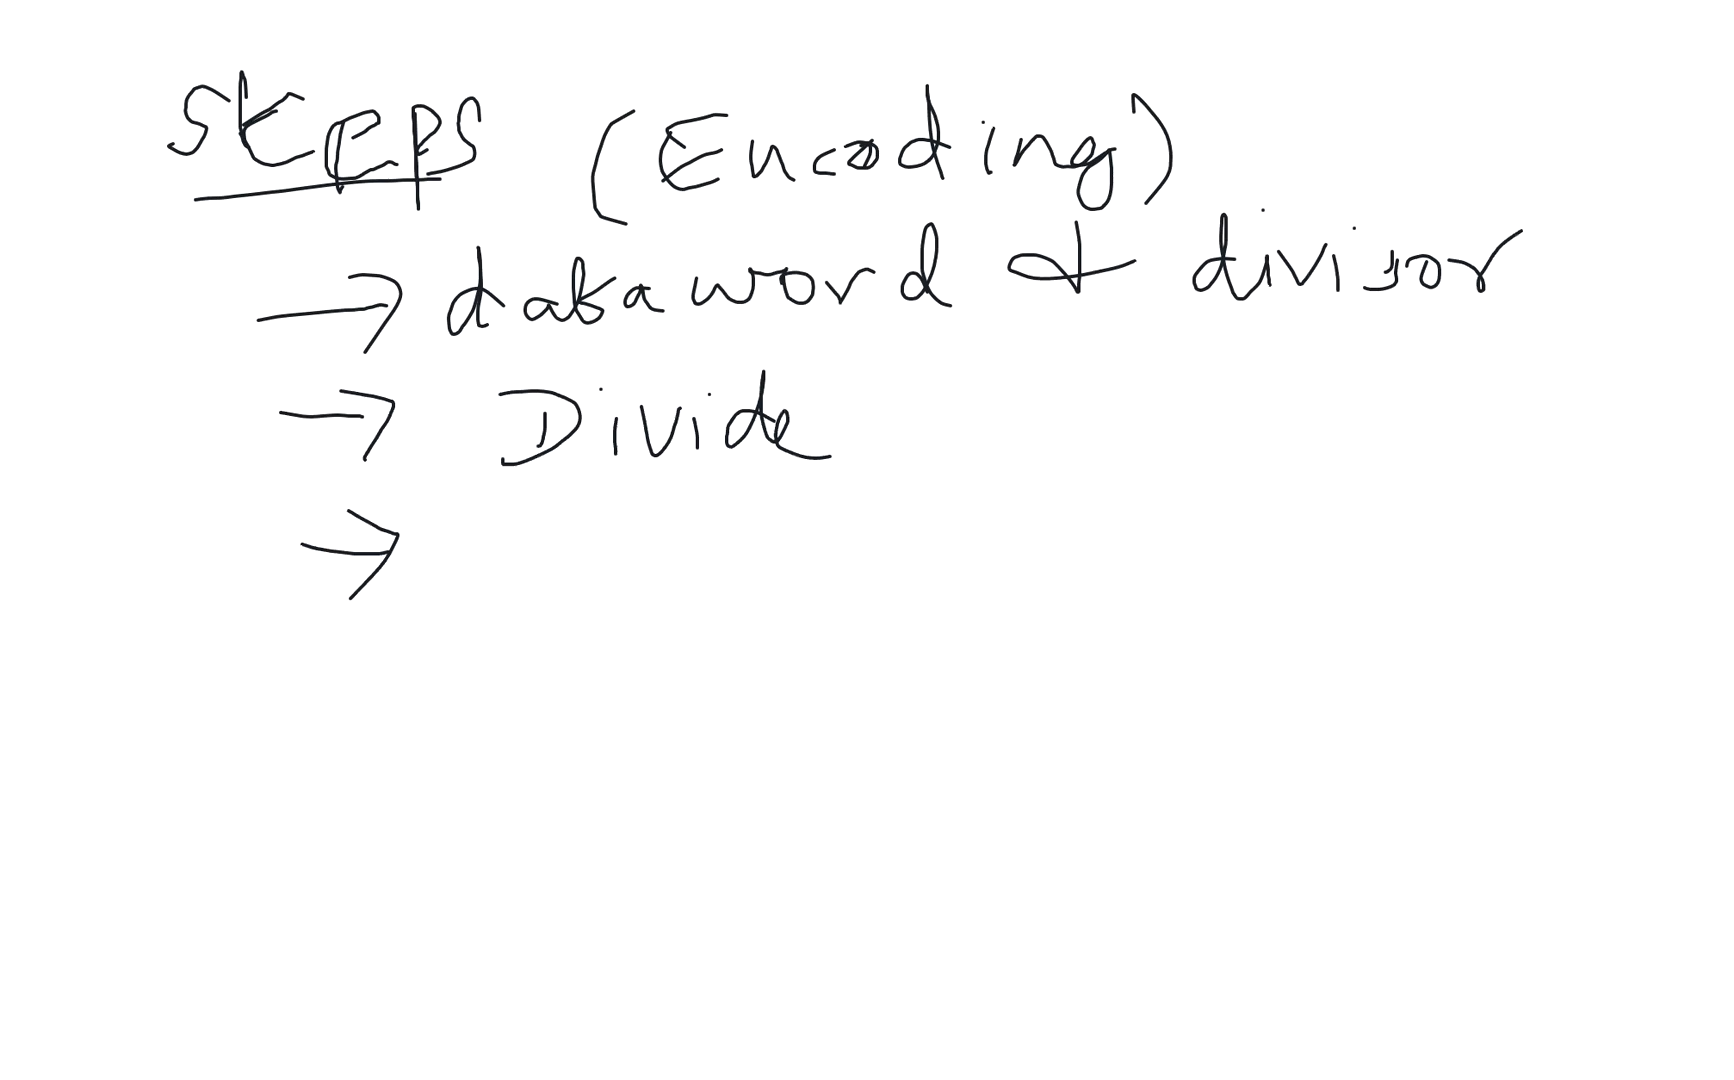 Steps (Encoding)
→ dataword & divisor
→ Divide
→